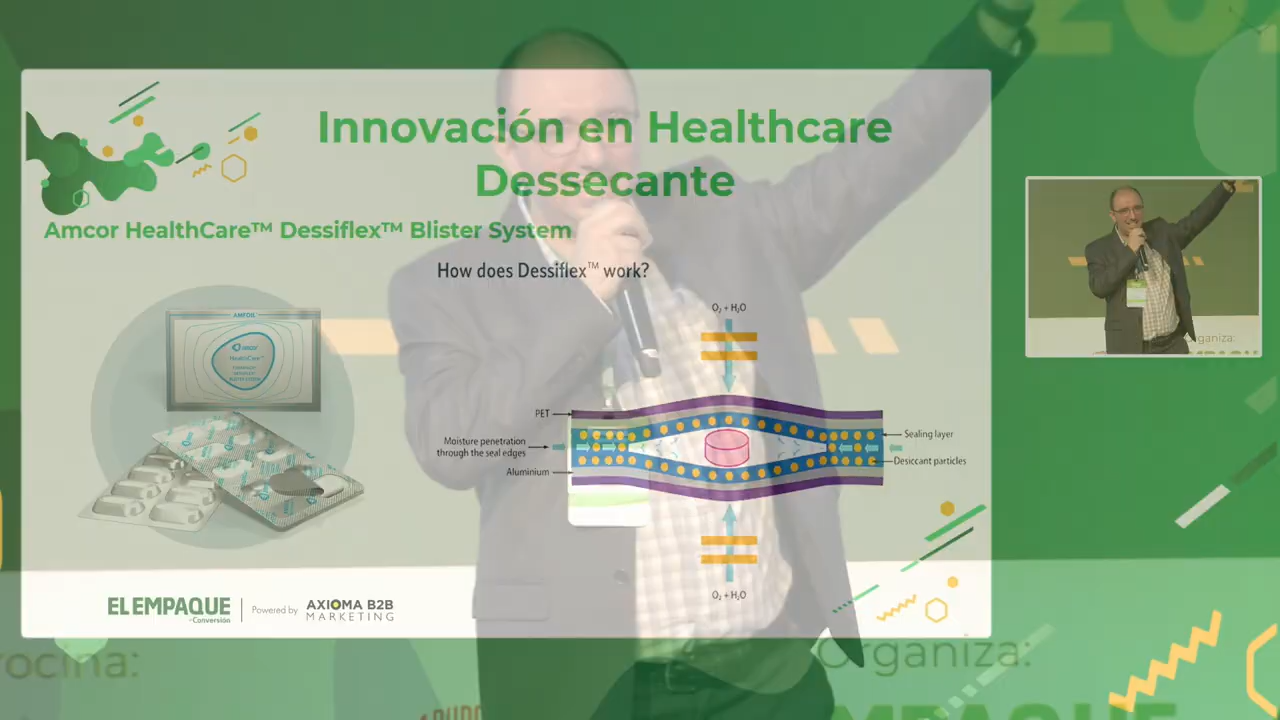 Innovación en Healthcare
Dessecante
Amcor HealthCare™ Dessiflex™ Blister System
How does Dessiflex™ work?
O₂ + H₂O
PET
Moisture penetration
through the seal edges
Aluminium
Sealing layer
Desiccant particles
O₂ + H₂O
EL EMPAQUE
+Conversión
Powered by
AXIOMA B2B
MARKETING
Organiza: